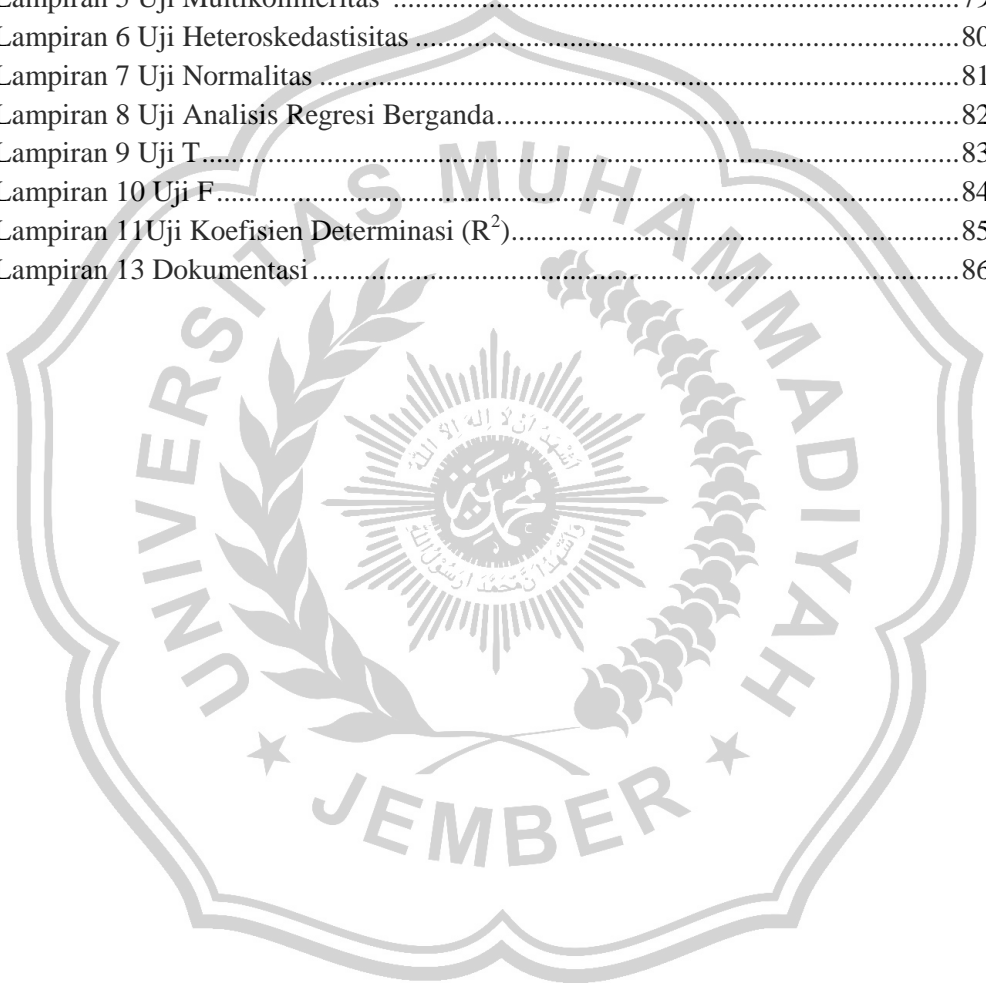 Lampiran 6 Uji Heteroskedastisitas ........ 80
Lampiran 7 Uji Normalitas ........ 81
Lampiran 8 Uji Analisis Regresi Berganda ........ 82
Lampiran 9 Uji T ........ 83
Lampiran 10 Uji F ........ 84
Lampiran 11Uji Koefisien Determinasi (R²) ........ 85
Lampiran 13 Dokumentasi ........ 86
UNIVERSITAS MUHAMMADIYAH
JEMBER